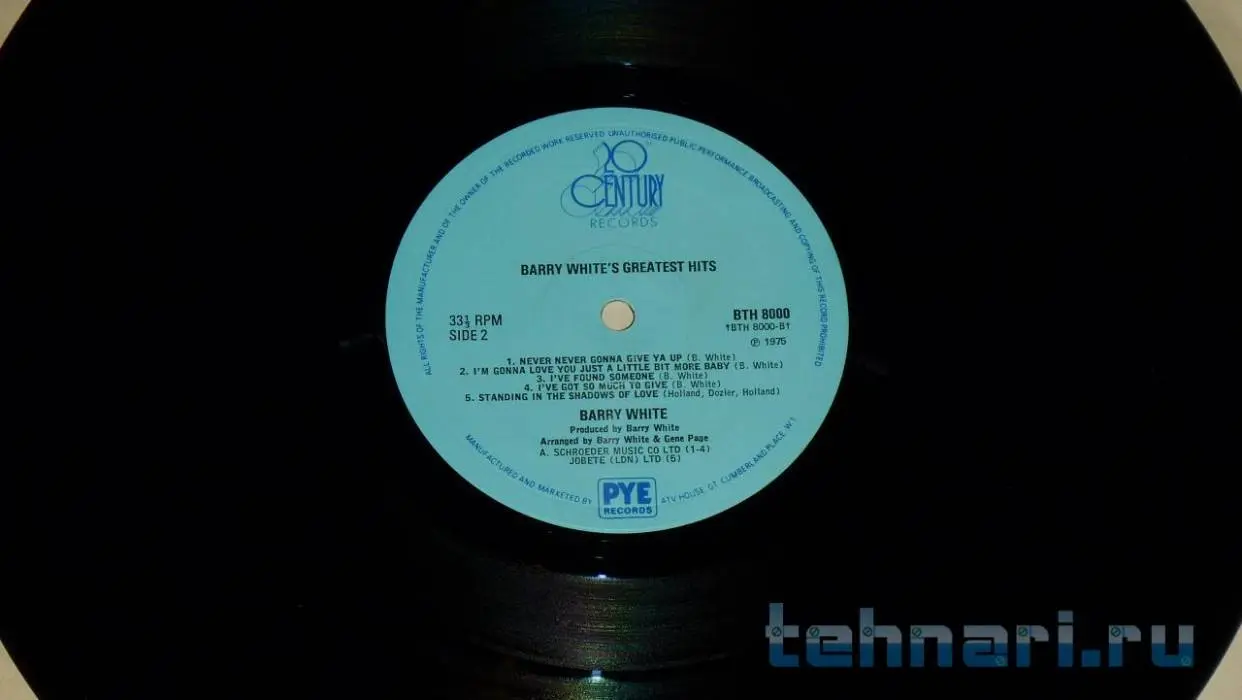 ALL RIGHTS OF THE MANUFACTURER AND OF THE OWNER OF THE RECORDED WORK RESERVED UNAUTHORISED PUBLIC PERFORMANCE BROADCASTING AND COPYING OF THIS RECORD PROHIBITED
20
CENTURY
RECORDS
BARRY WHITE'S GREATEST HITS
33⅓ RPM
SIDE 2
BTH 8000
†BTH 8000-B†
℗ 1975
1. NEVER NEVER GONNA GIVE YA UP (B. White)
2. I'M GONNA LOVE YOU JUST A LITTLE BIT MORE BABY (B. White)
3. I'VE FOUND SOMEONE (B. White)
4. I'VE GOT SO MUCH TO GIVE (B. White)
5. STANDING IN THE SHADOWS OF LOVE (Holland, Dozier, Holland)
BARRY WHITE
Produced by Barry White
Arranged by Barry White & Gene Page
A. SCHROEDER MUSIC CO LTD (1-4)
JOBETE (LDN) LTD (5)
MANUFACTURED AND MARKETED BY PYE RECORDS ATV HOUSE, GT. CUMBERLAND PLACE W1
tehnari.ru